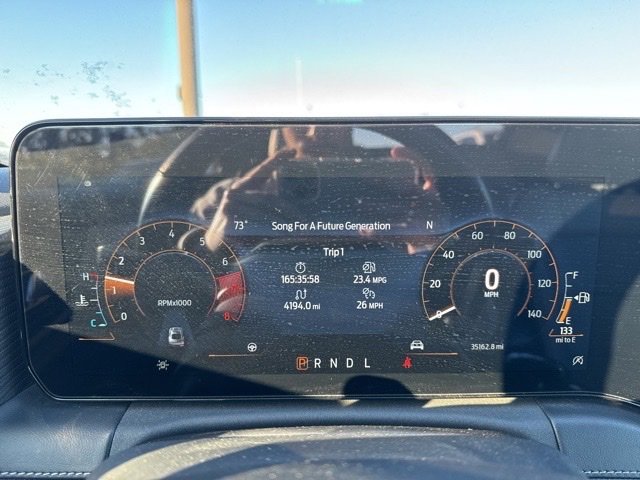 73° Song For A Future Generation N
Trip 1
165:35:58 23.4 MPG
4194.0 mi 26 MPH
H
C
0 1 2 3 4 5 6 7 8
RPMx1000
0 20 40 60 80 100 120 140
0
MPH
F
E
133
mi to E
35162.8 mi
P R N D L